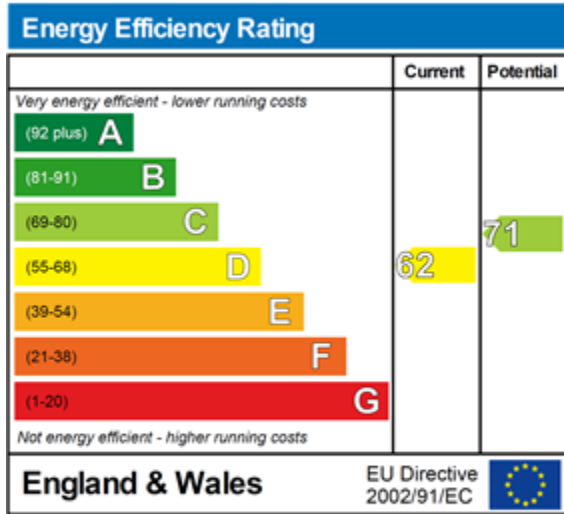 Energy Efficiency Rating
Current Potential
Very energy efficient - lower running costs
(92 plus) A
(81-91) B
(69-80) C
71
(55-68) D
62
(39-54) E
(21-38) F
(1-20) G
Not energy efficient - higher running costs
England & Wales
EU Directive
2002/91/EC